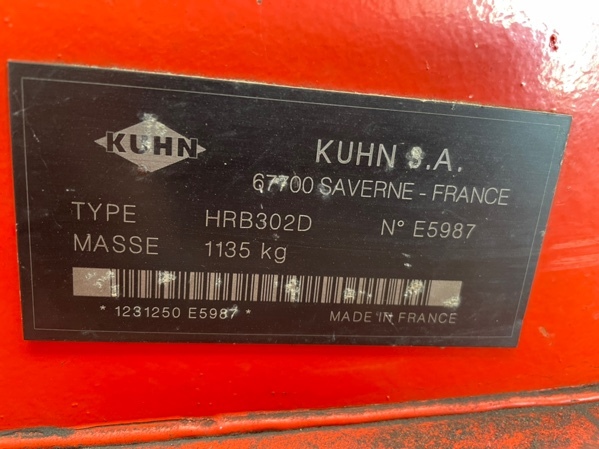 KUHN
KUHN S.A.
67700 SAVERNE - FRANCE
TYPE HRB302D N° E5987
MASSE 1135 kg
* 1231250 E5987 *
MADE IN FRANCE